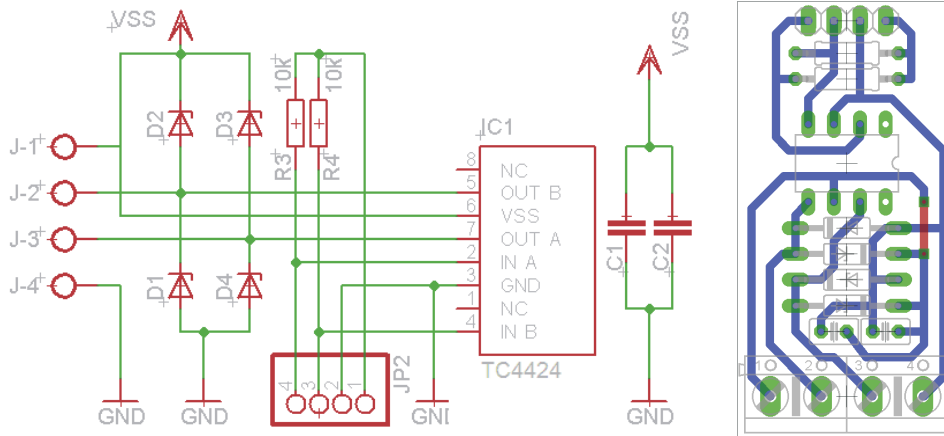 VSS
VSS
10k
10k
D2
D3
R3
R4
IC1
J-1
J-2
J-3
J-4
8 NC
5 OUT B
6 VSS
7 OUT A
2 IN A
3 GND
1 NC
4 IN B
TC4424
C1
C2
D1
D4
JP2
4 3 2 1
GND
GND
GND
GND
1 2 3 4